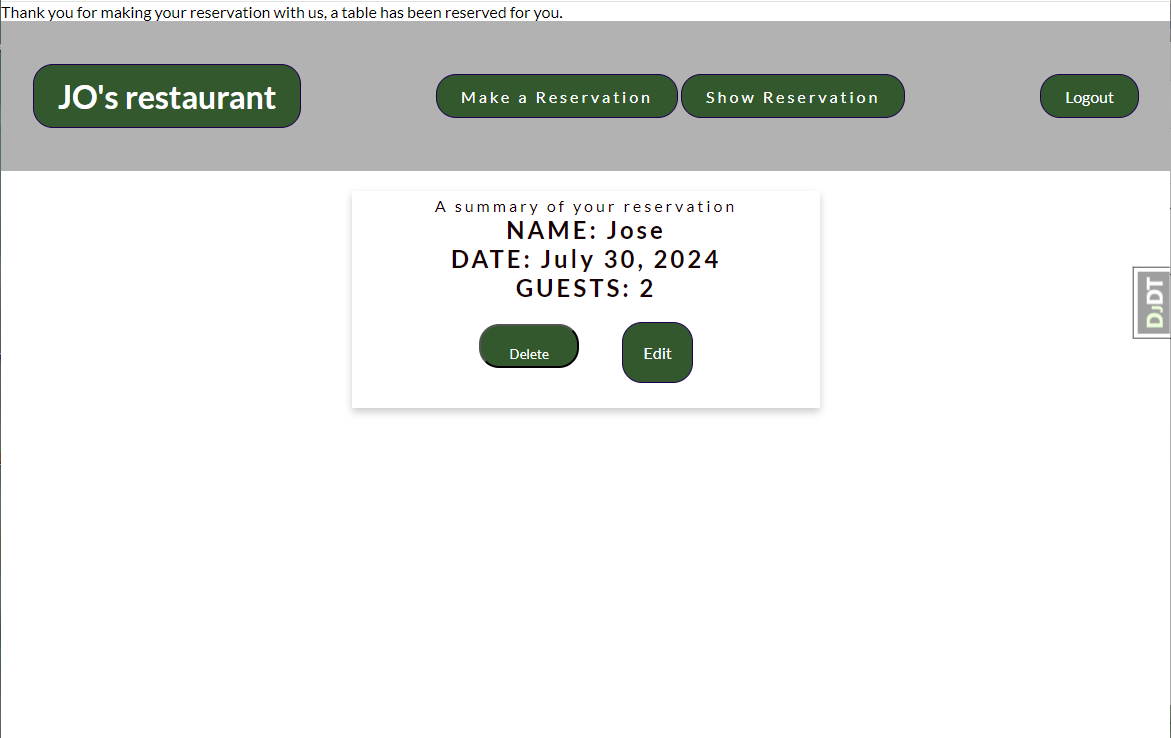 Thank you for making your reservation with us, a table has been reserved for you.
JO's restaurant
Make a Reservation
Show Reservation
Logout
A summary of your reservation
NAME: Jose
DATE: July 30, 2024
GUESTS: 2
Delete
Edit
DJDT